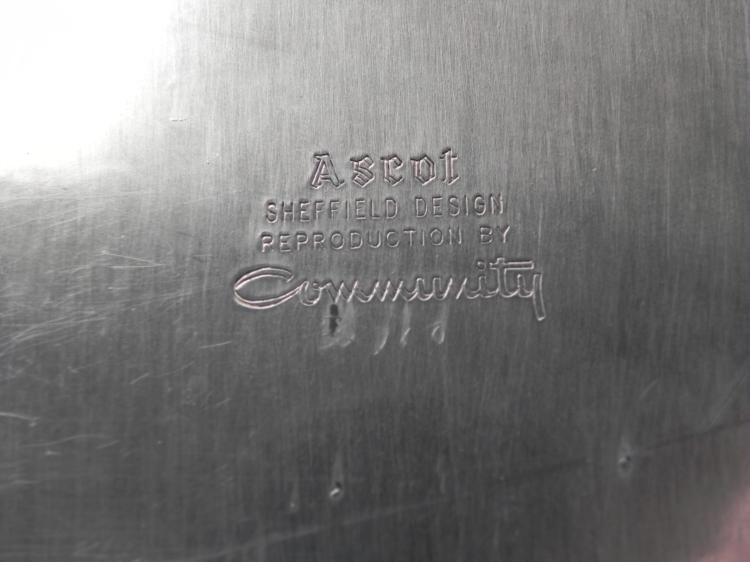 Ascot
SHEFFIELD DESIGN
REPRODUCTION BY
Community